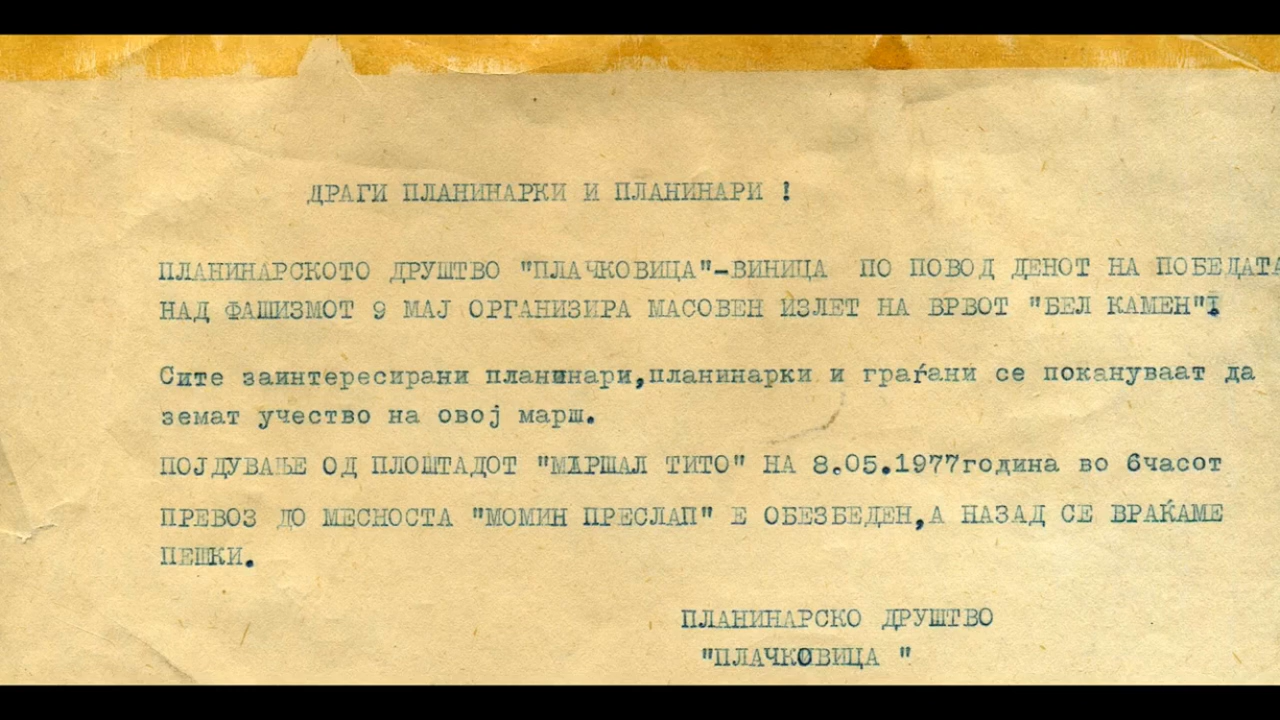 ДРАГИ ПЛАНИНАРКИ И ПЛАНИНАРИ !
ПЛАНИНАРСКОТО ДРУШТВО "ПЛАЧКОВИЦА"-ВИНИЦА ПО ПОВОД ДЕНОТ НА ПОБЕДАТА
НАД ФАШИЗМОТ 9 МАЈ ОРГАНИЗИРА МАСОВЕН ИЗЛЕТ НА ВРВОТ "БЕЛ КАМЕН"!
Сите заинтересирани планинари,планинарки и граѓани се покануваат да
земат учество на овој марш.
ПОЈДУВАЊЕ ОД ПЛОШТАДОТ "МАРШАЛ ТИТО" НА 8.05.1977година во 6часот
ПРЕВОЗ ДО МЕСНОСТА "МОМИН ПРЕСЛАП" Е ОБЕЗБЕДЕН,А НАЗАД СЕ ВРАЌАМЕ
ПЕШКИ.
ПЛАНИНАРСКО ДРУШТВО
"ПЛАЧКОВИЦА "